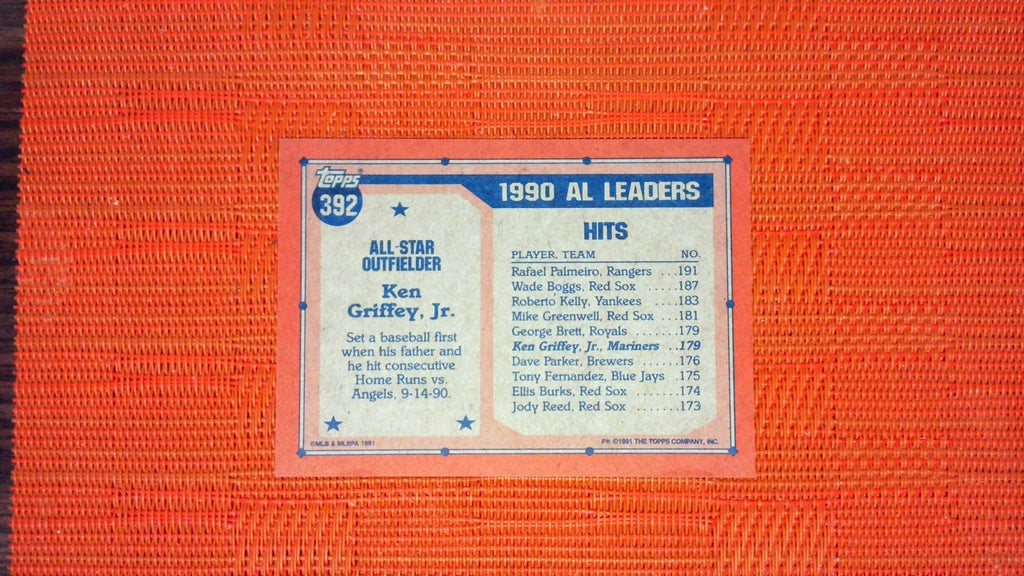 Topps
392
ALL-STAR
OUTFIELDER
Ken
Griffey, Jr.
Set a baseball first
when his father and
he hit consecutive
Home Runs vs.
Angels, 9-14-90.
©MLB & MLBPA 1991
1990 AL LEADERS
HITS
PLAYER, TEAM NO.
Rafael Palmeiro, Rangers ...191
Wade Boggs, Red Sox .....187
Roberto Kelly, Yankees ....183
Mike Greenwell, Red Sox ...181
George Brett, Royals .......179
Ken Griffey, Jr., Mariners ..179
Dave Parker, Brewers ......176
Tony Fernandez, Blue Jays .175
Ellis Burks, Red Sox .......174
Jody Reed, Red Sox .......173
F* ©1991 THE TOPPS COMPANY, INC.